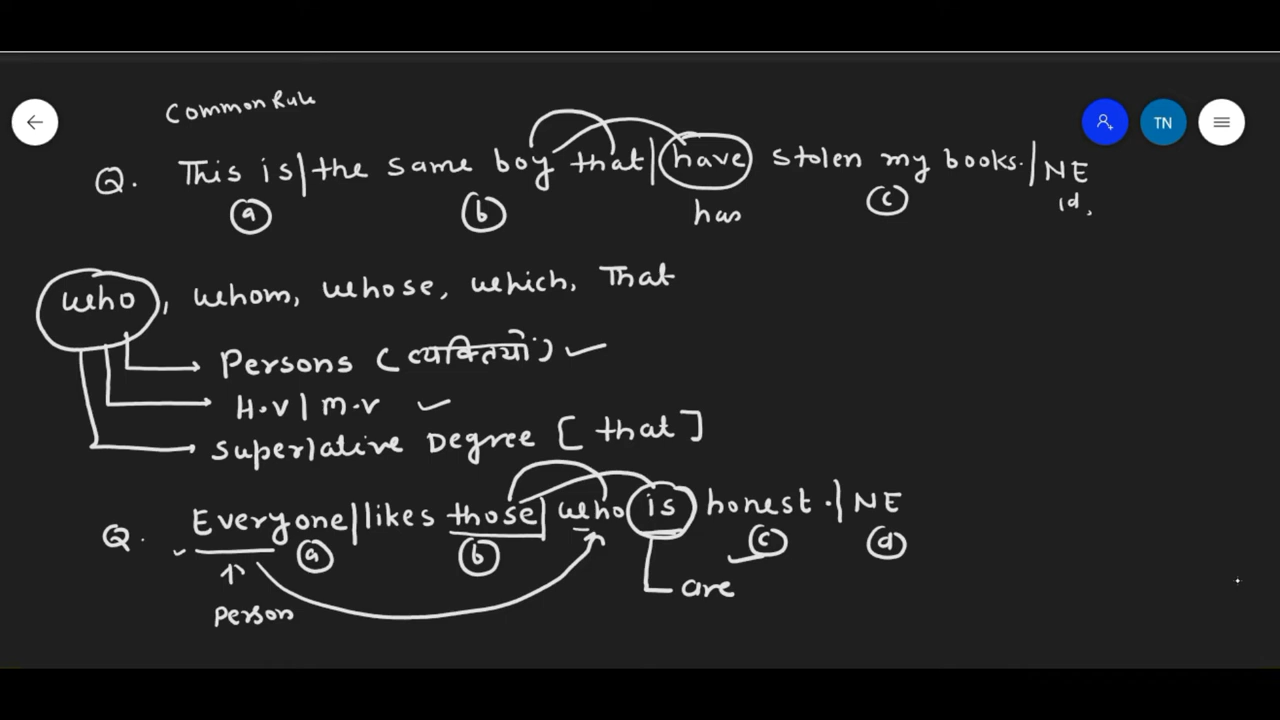 Common Rule
TN
Q. This is | the same boy that | have stolen my books. | NE
a b c d.
has
who, whom, whose, which, That
Persons (व्यक्तियों)
H.V | M.V
Superlative Degree [that]
Q. Everyone | likes those | who is honest. | NE
a b c d
are
Person